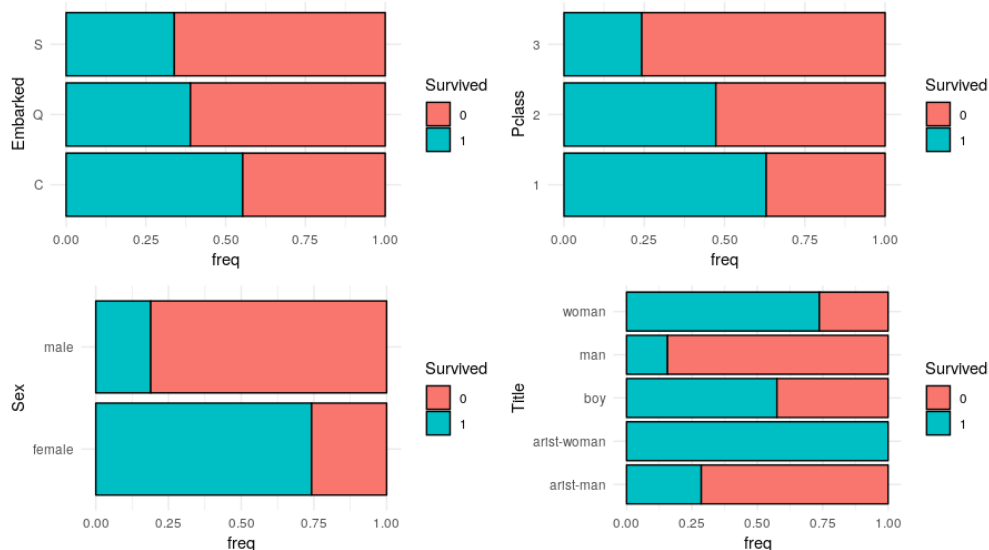 Embarked
S
Q
C
0.00 0.25 0.50 0.75 1.00
freq
Survived
0
1
Pclass
3
2
1
0.00 0.25 0.50 0.75 1.00
freq
Survived
0
1
Sex
male
female
0.00 0.25 0.50 0.75 1.00
freq
Survived
0
1
Title
woman
man
boy
arist-woman
arist-man
0.00 0.25 0.50 0.75 1.00
freq
Survived
0
1